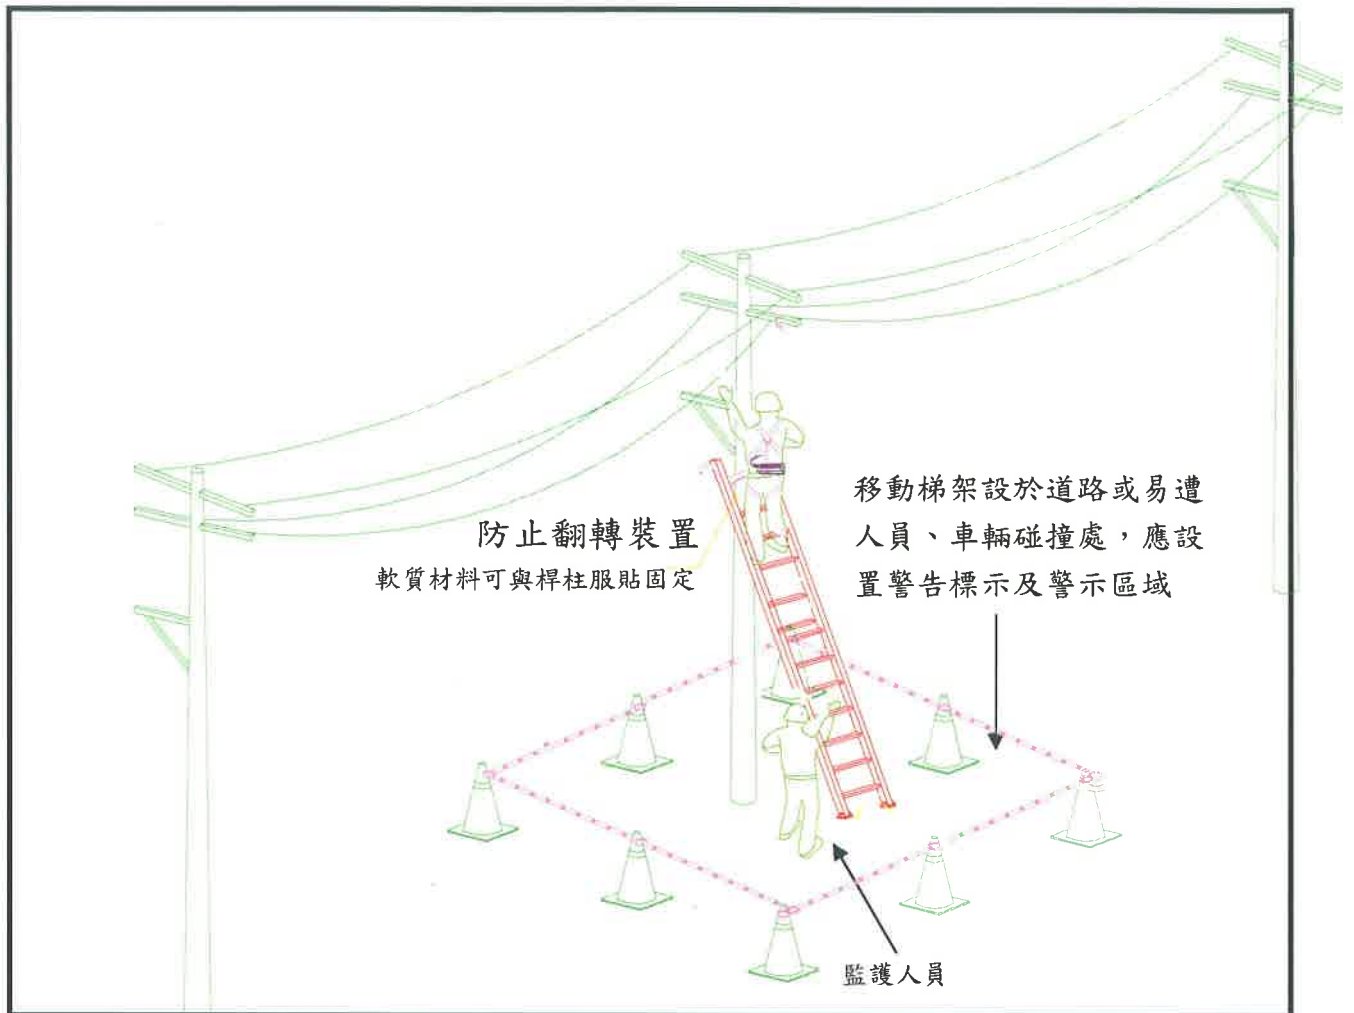 防止翻轉裝置
軟質材料可與桿柱服貼固定
移動梯架設於道路或易遭
人員、車輛碰撞處，應設
置警告標示及警示區域
監護人員